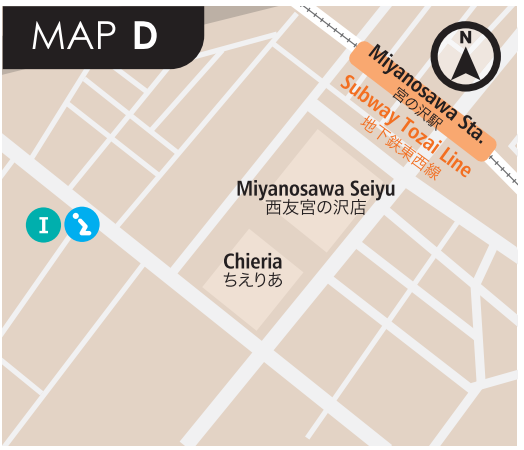 MAP D
N
Miyanosawa Sta.
宮の沢駅
Subway Tozai Line
地下鉄東西線
Miyanosawa Seiyu
西友宮の沢店
I
Chieria
ちえりあ